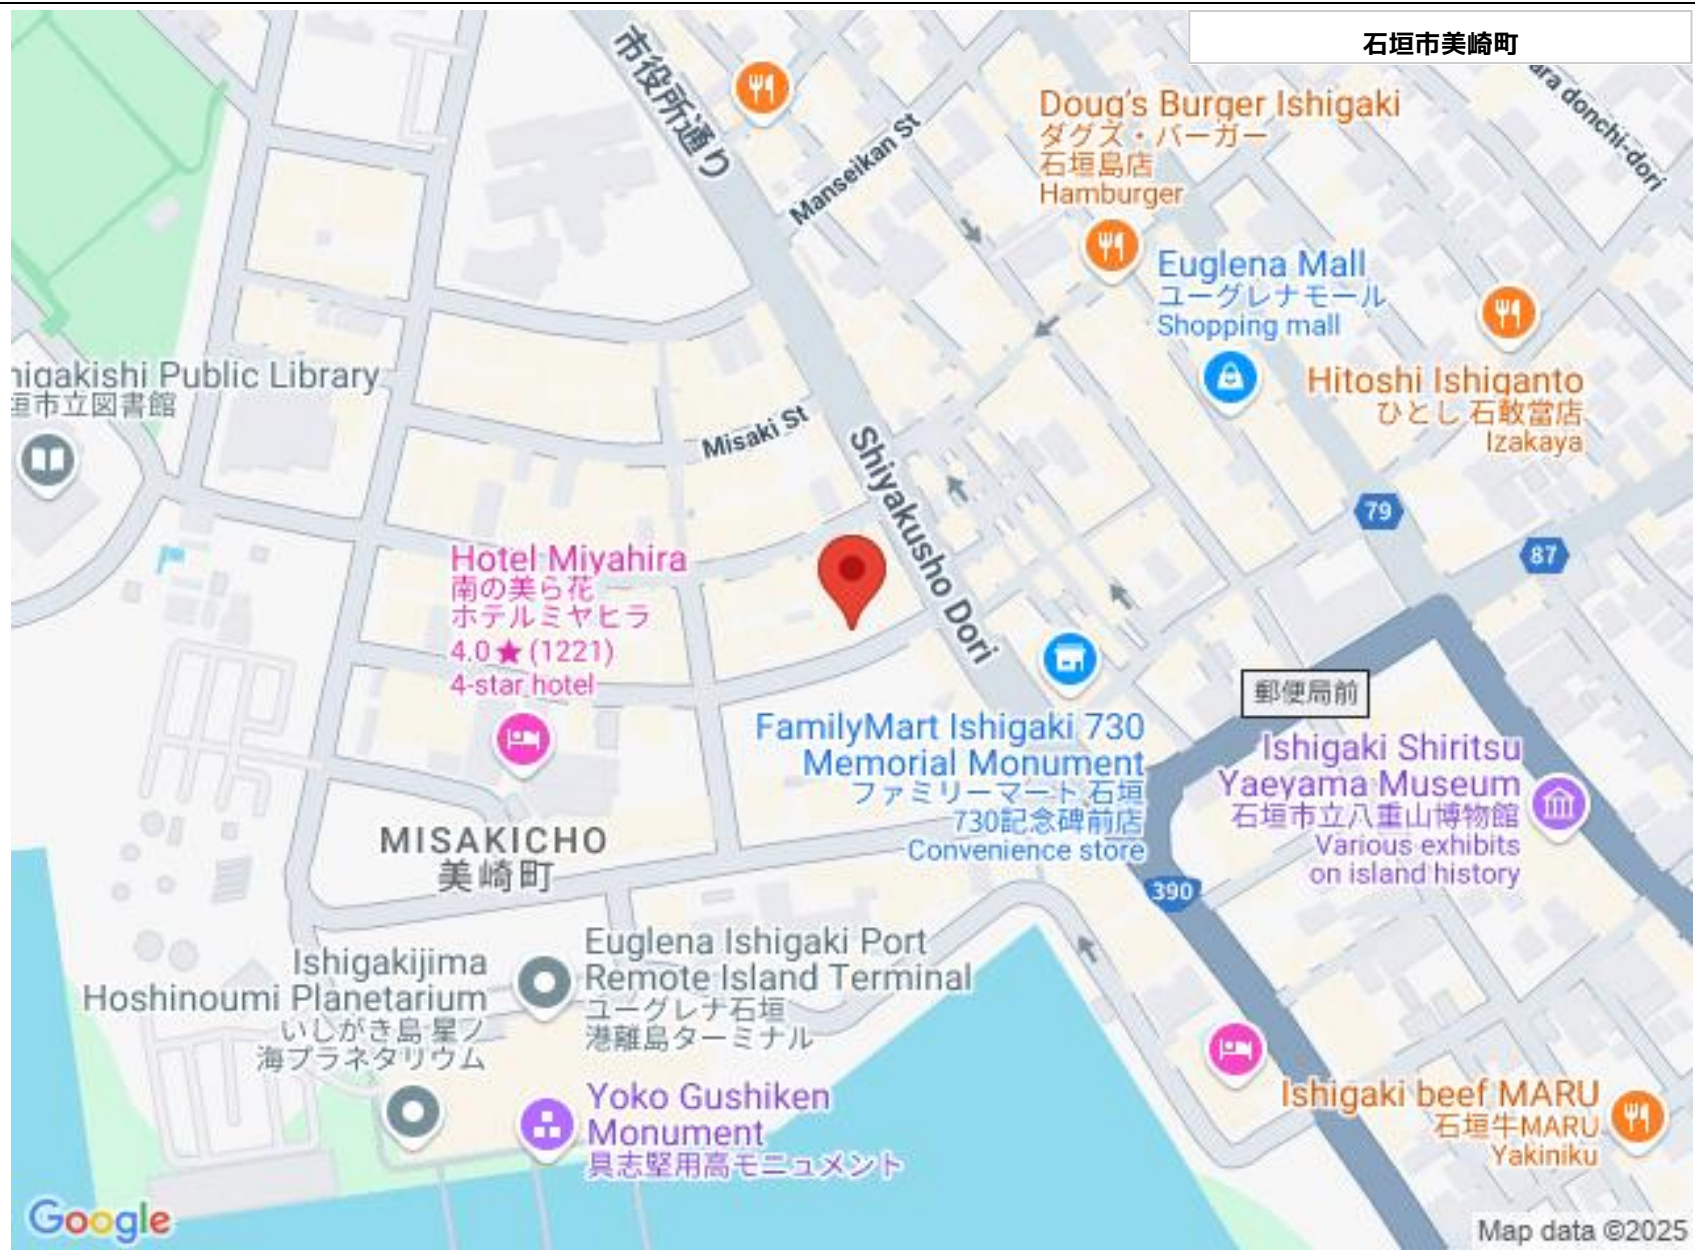 石垣市美崎町
市役所通り
Manseikan St
Doug's Burger Ishigaki
ダグズ・バーガー
石垣島店
Hamburger
ara donchi-dori
Euglena Mall
ユーグレナモール
Shopping mall
Hitoshi Ishiganto
ひとし 石敢當店
Izakaya
higakishi Public Library
垣市立図書館
Misaki St
Shiyakusho Dori
79
87
Hotel Miyahira
南の美ら花
ホテルミヤヒラ
4.0★(1221)
4-star hotel
FamilyMart Ishigaki 730
Memorial Monument
ファミリーマート 石垣
730記念碑前店
Convenience store
郵便局前
Ishigaki Shiritsu
Yaeyama Museum
石垣市立八重山博物館
Various exhibits
on island history
MISAKICHO
美崎町
390
Euglena Ishigaki Port
Remote Island Terminal
ユーグレナ石垣
港離島ターミナル
Ishigakijima
Hoshinoumi Planetarium
いしがき島 星ノ
海プラネタリウム
Yoko Gushiken
Monument
具志堅用高モニュメント
Ishigaki beef MARU
石垣牛MARU
Yakiniku
Google
Map data ©2025